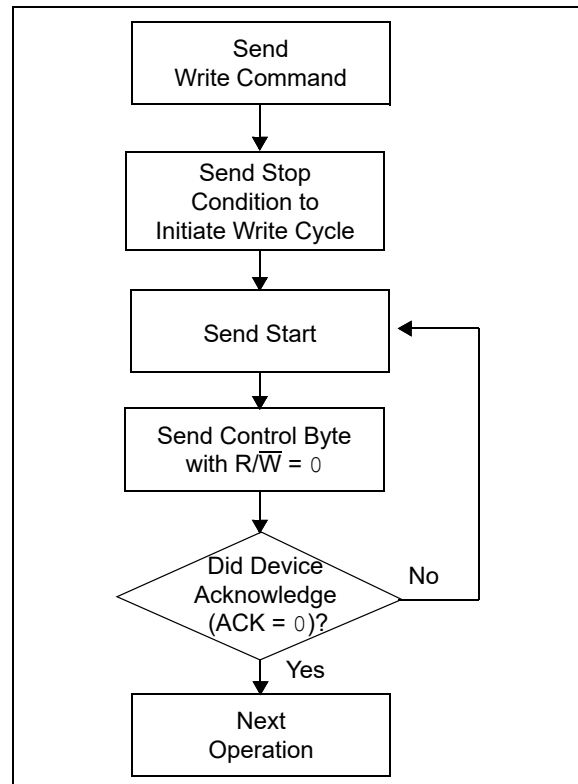 Send
Write Command
Send Stop
Condition to
Initiate Write Cycle
Send Start
Send Control Byte
with R/W̅ = 0
Did Device
Acknowledge
(ACK = 0)?
No
Yes
Next
Operation